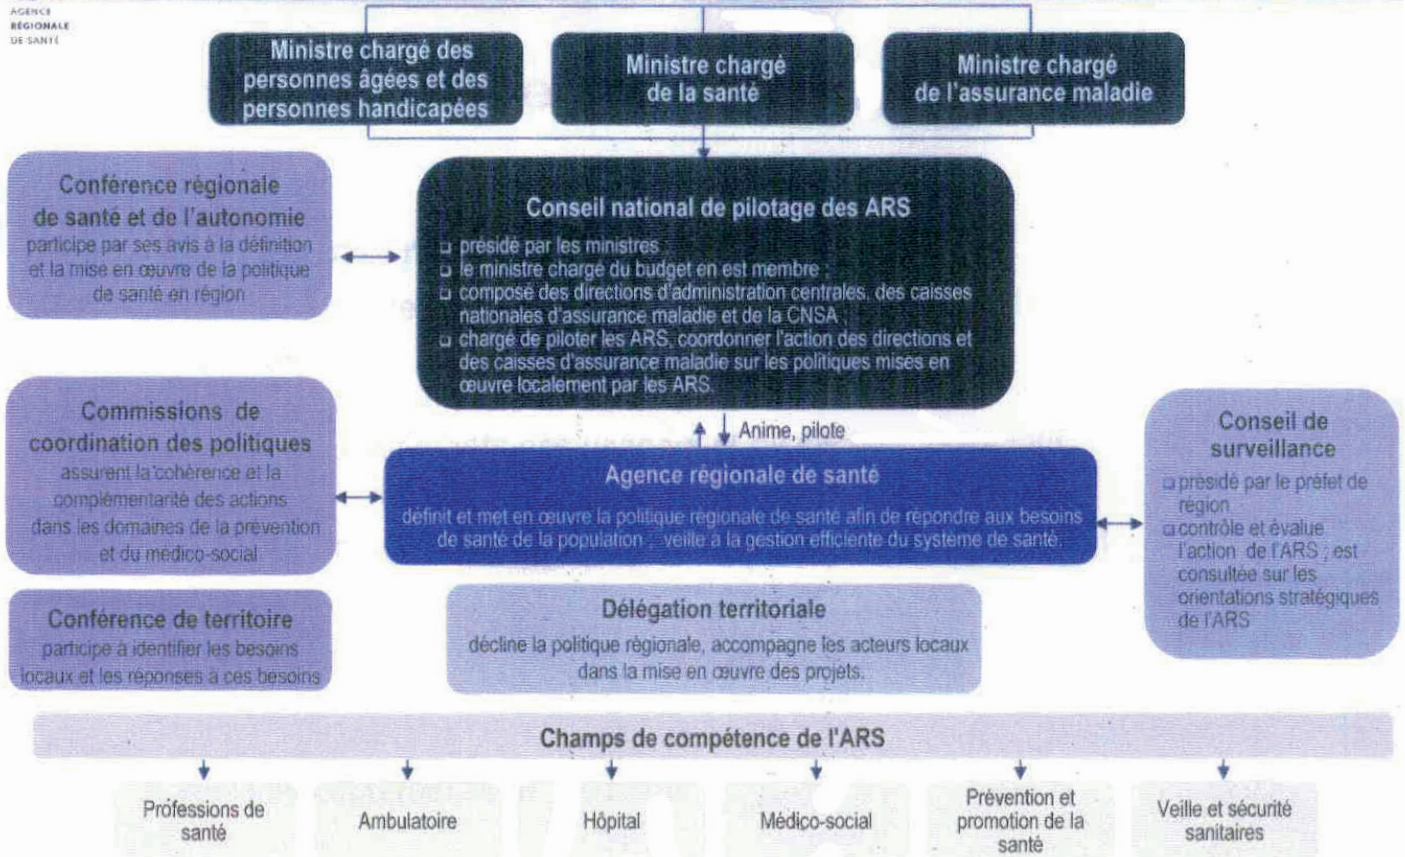 AGENCE
RÉGIONALE
DE SANTÉ
Ministre chargé des
personnes âgées et des
personnes handicapées
Ministre chargé
de la santé
Ministre chargé
de l'assurance maladie
Conférence régionale
de santé et de l'autonomie
participe par ses avis à la définition
et la mise en œuvre de la politique
de santé en région
Conseil national de pilotage des ARS
présidé par les ministres ;
le ministre chargé du budget en est membre ;
composé des directions d'administration centrales, des caisses
nationales d'assurance maladie et de la CNSA ;
chargé de piloter les ARS, coordonner l'action des directions et
des caisses d'assurance maladie sur les politiques mises en
œuvre localement par les ARS.
Anime, pilote
Commissions de
coordination des politiques
assurent la cohérence et la
complémentarité des actions
dans les domaines de la prévention
et du médico-social
Agence régionale de santé
définit et met en œuvre la politique régionale de santé afin de répondre aux besoins
de santé de la population ; veille à la gestion efficiente du système de santé.
Conseil de
surveillance
présidé par le préfet de
région
contrôle et évalue
l'action de l'ARS ; est
consultée sur les
orientations stratégiques
de l'ARS
Conférence de territoire
participe à identifier les besoins
locaux et les réponses à ces besoins
Délégation territoriale
décline la politique régionale, accompagne les acteurs locaux
dans la mise en œuvre des projets.
Champs de compétence de l'ARS
Professions de
santé
Ambulatoire
Hôpital
Médico-social
Prévention et
promotion de la
santé
Veille et sécurité
sanitaires